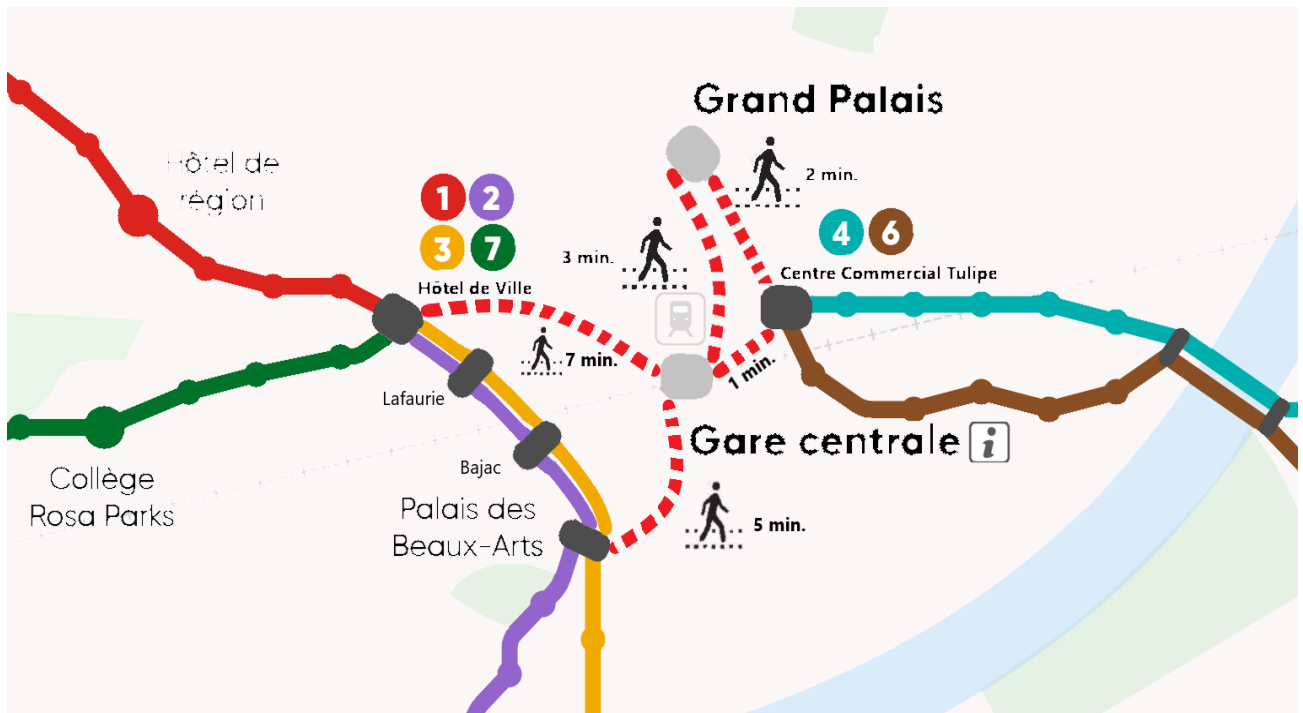 Grand Palais
Hôtel de
région
1 2
3 7
Hôtel de Ville
2 min.
3 min.
4 6
Centre Commercial Tulipe
7 min.
1 min.
Lafaurie
Gare centrale i
Bajac
Collège
Rosa Parks
Palais des
Beaux-Arts
5 min.